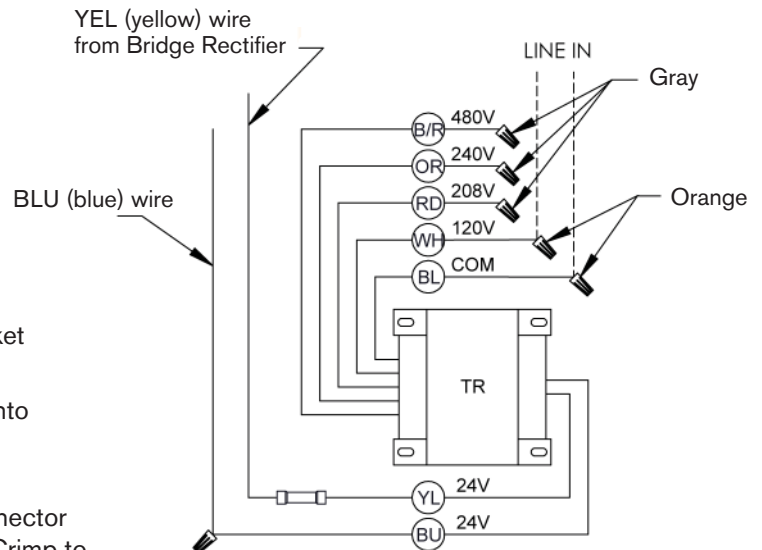 YEL (yellow) wire
from Bridge Rectifier
LINE IN
Gray
B/R 480V
OR 240V
BLU (blue) wire
RD 208V
Orange
WH 120V
BL COM
TR
YL 24V
BU 24V